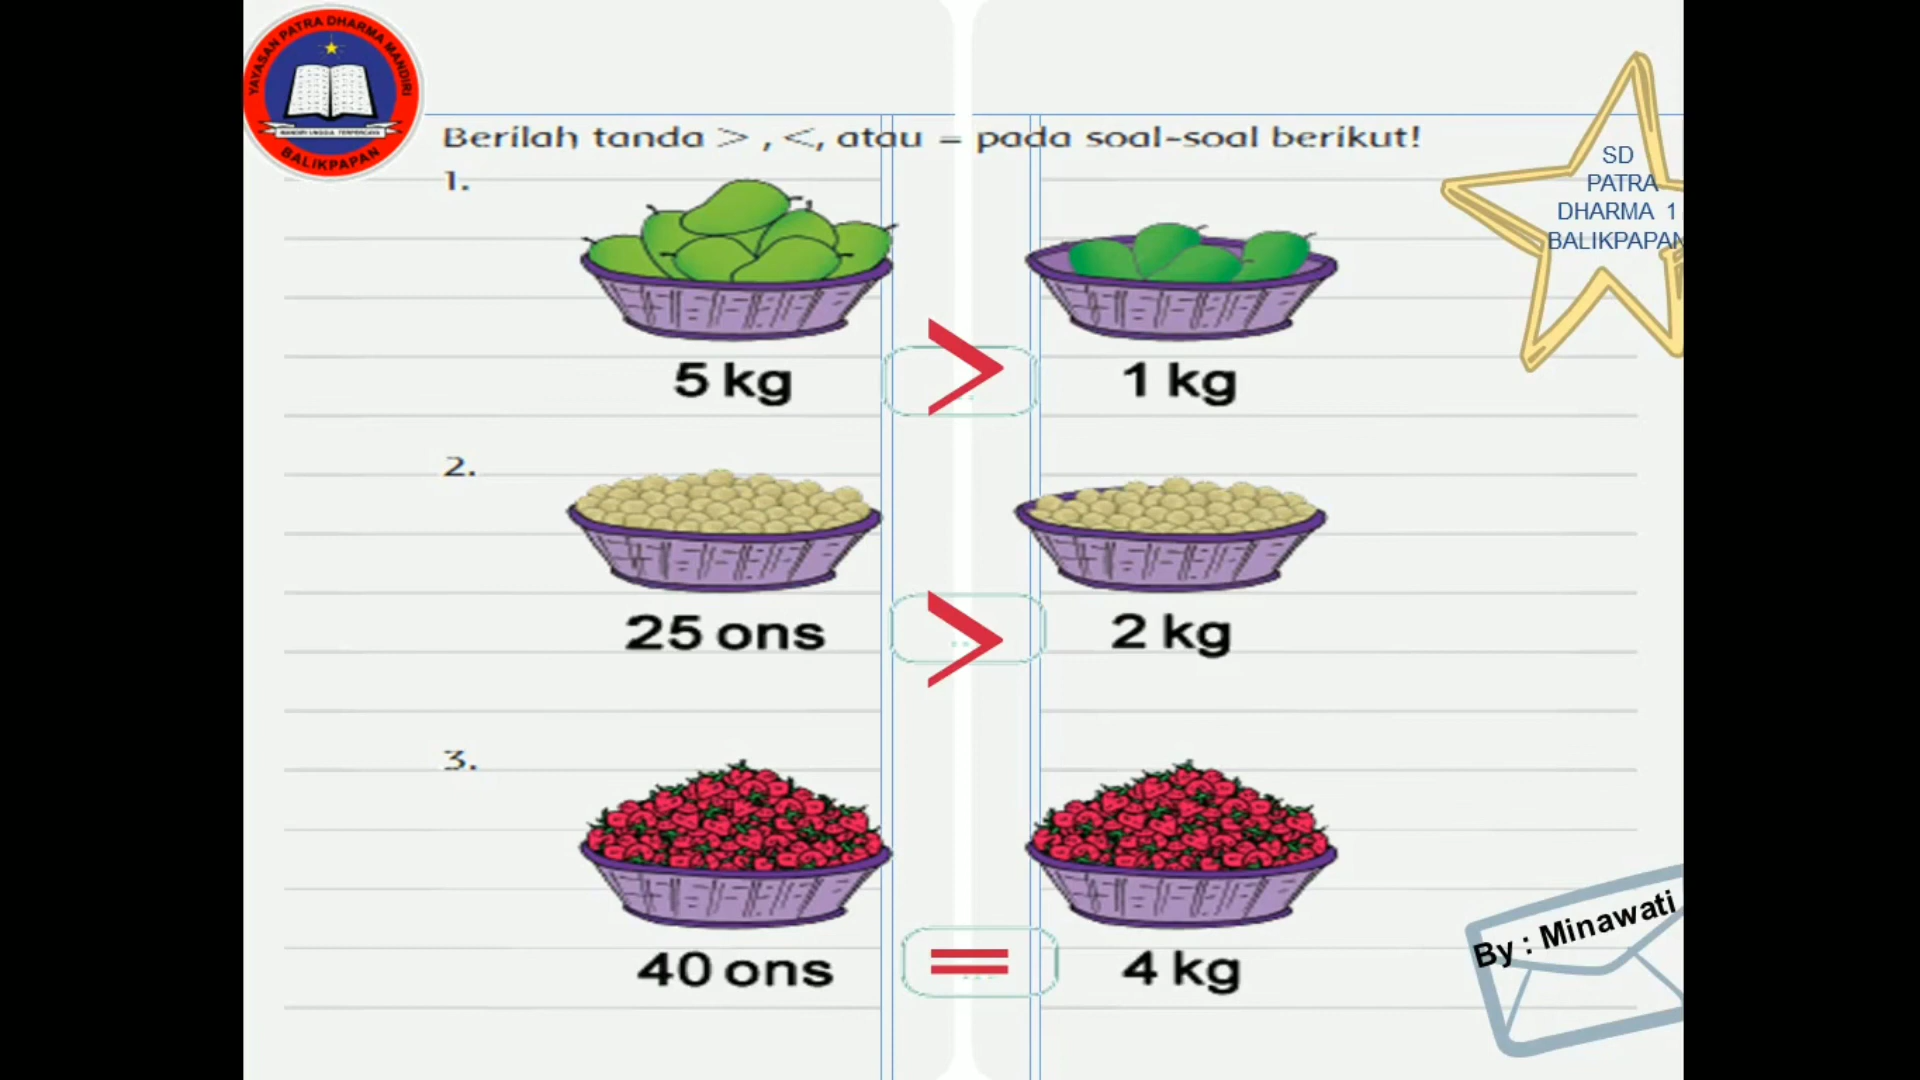 YAYASAN PATRA DHARMA MANDIRI
BALIKPAPAN
Berilah tanda > , <, atau = pada soal-soal berikut!
SD
PATRA
DHARMA 1
BALIKPAPAN
1.
5 kg > 1 kg
2.
25 ons > 2 kg
3.
40 ons = 4 kg
By : Minawati